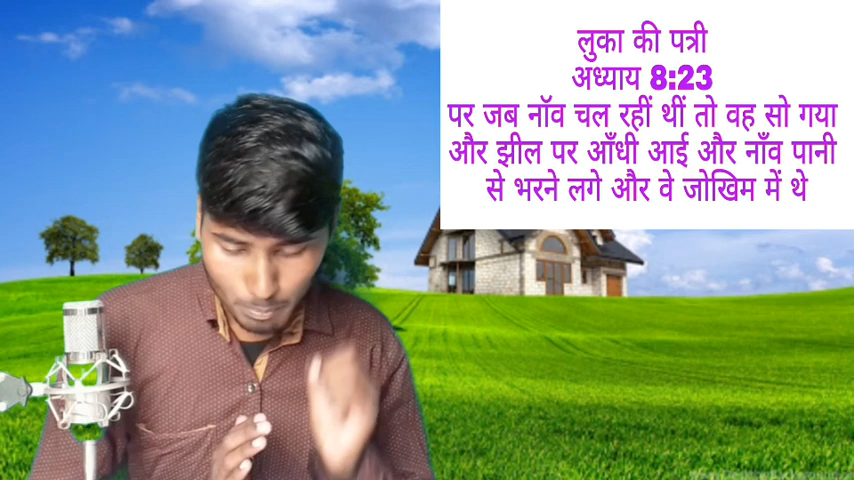 लुका की पत्री
अध्याय 8:23
पर जब नॉव चल रहीं थीं तो वह सो गया
और झील पर आँधी आई और नाँव पानी
से भरने लगे और वे जोखिम में थे